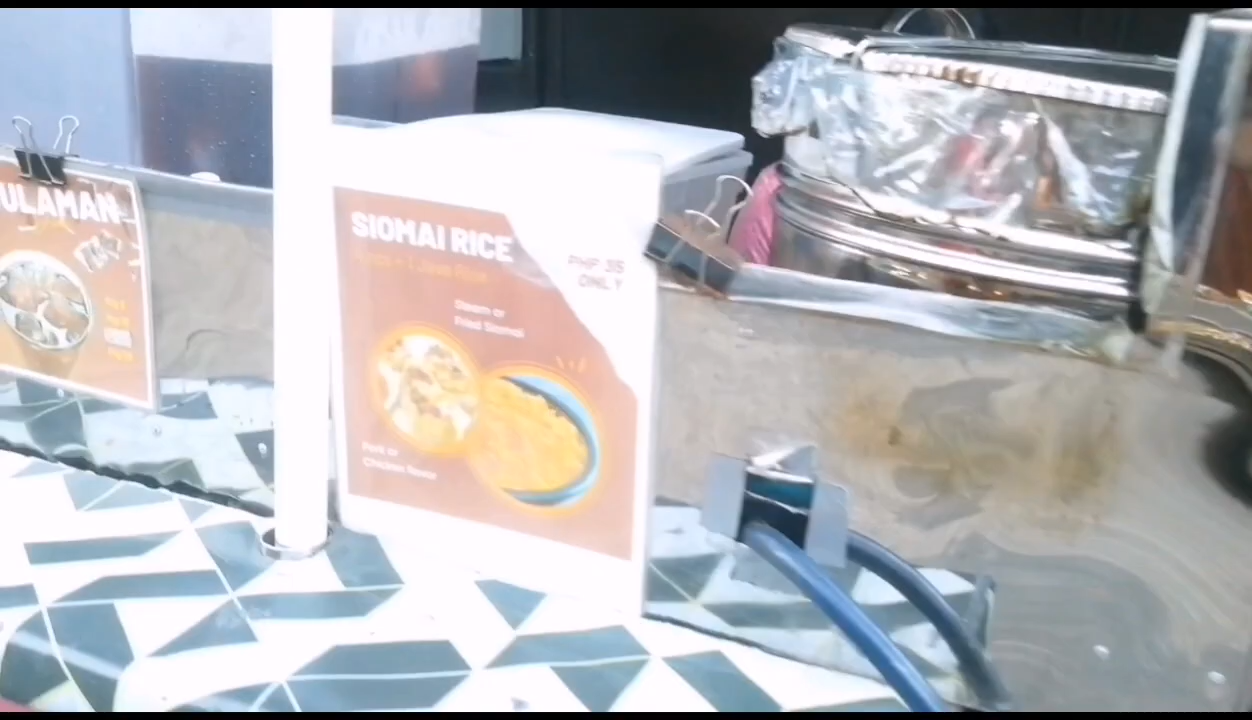 ULAMAN
SIOMAI RICE
PHP 35
ONLY
Steam or
Fried Siomai
Pork or
Chicken flavor